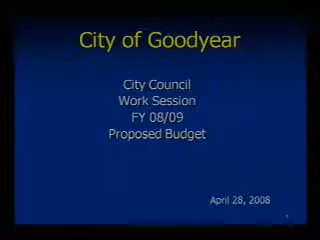 City of Goodyear
City Council
Work Session
FY 08/09
Proposed Budget
April 28, 2008